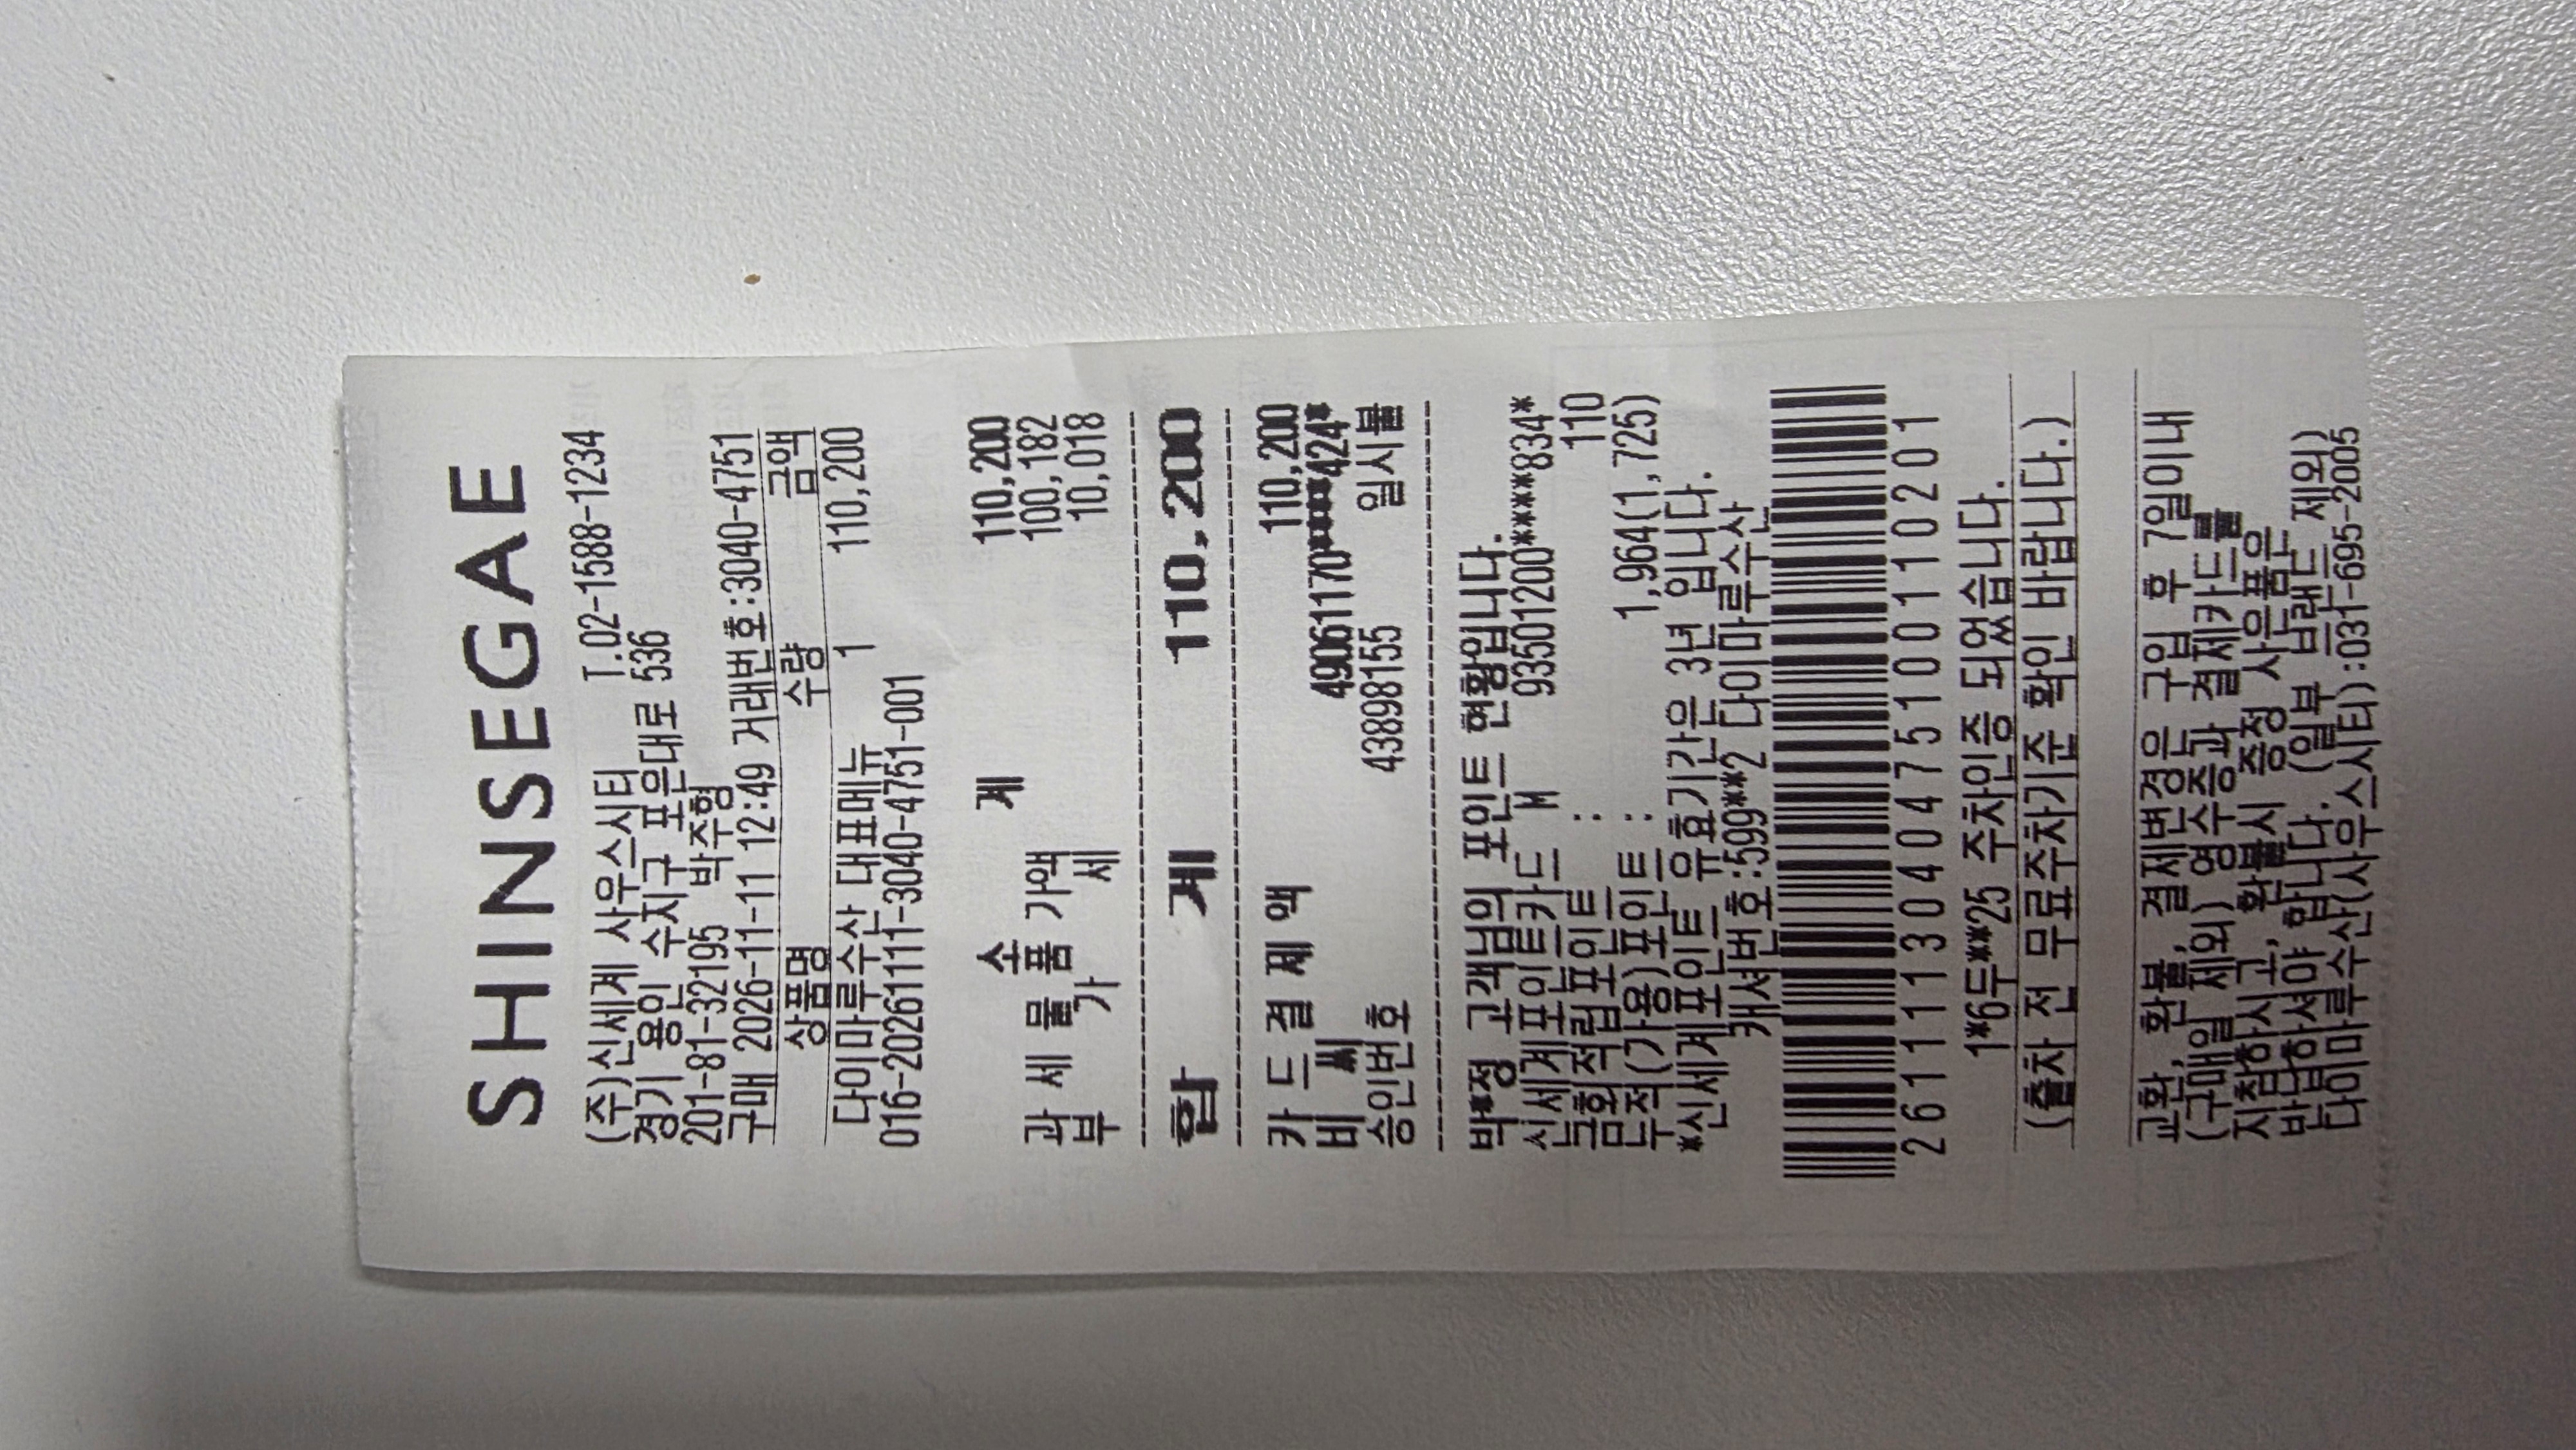 SHINSEGAE
(주)신세계 사우스시티 T.02-1588-1234
경기 용인 수지구 포은대로 536
201-81-32195 박주형
구매 2026-11-11 12:49 거래번호:3040-4751
상품명 수량 금액
다이마루수산 대표메뉴 1 110,200
016-20261111-3040-4751-001
소 계 110,200
과 세 물 품 가액 100,182
부 가 세 10,018
합 계 110,200
카 드 결 제 액 110,200
비 씨 49061170****424*
승인번호 43898155 일시불
박*정 고객님의 포인트 현황입니다.
신세계포인트카드 M 93501200****834*
금회적립포인트 : 110
누적(가용)포인트 : 1,964(1,725)
*신세계포인트 유효기간은 3년 입니다.
캐셔번호:599**2 다이마루수산
261111304047510011020​1
1*6두**25 주차인증 되었습니다.
(출차 전 무료주차기준 확인 바랍니다.)
교환, 환불, 결제변경은 구입 후 7일이내
(구매일 제외) 영수증과 결제카드를
지참하시고, 환불시 증정 사은품은
반납하셔야 합니다. (일부 브랜드 제외)
다이마루수산(사우스시티):031-695-2005